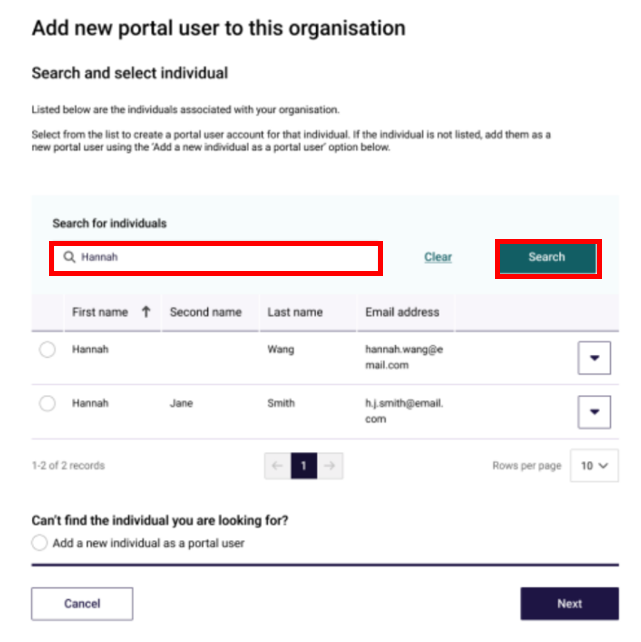 Add new portal user to this organisation
Search and select individual
Listed below are the individuals associated with your organisation.
Select from the list to create a portal user account for that individual. If the individual is not listed, add them as a
new portal user using the 'Add a new individual as a portal user' option below.
Search for individuals
Hannah Clear Search
First name Second name Last name Email address
Hannah Wang hannah.wang@e
mail.com
Hannah Jane Smith h.j.smith@email.
com
1-2 of 2 records 1 Rows per page 10
Can't find the individual you are looking for?
Add a new individual as a portal user
Cancel Next